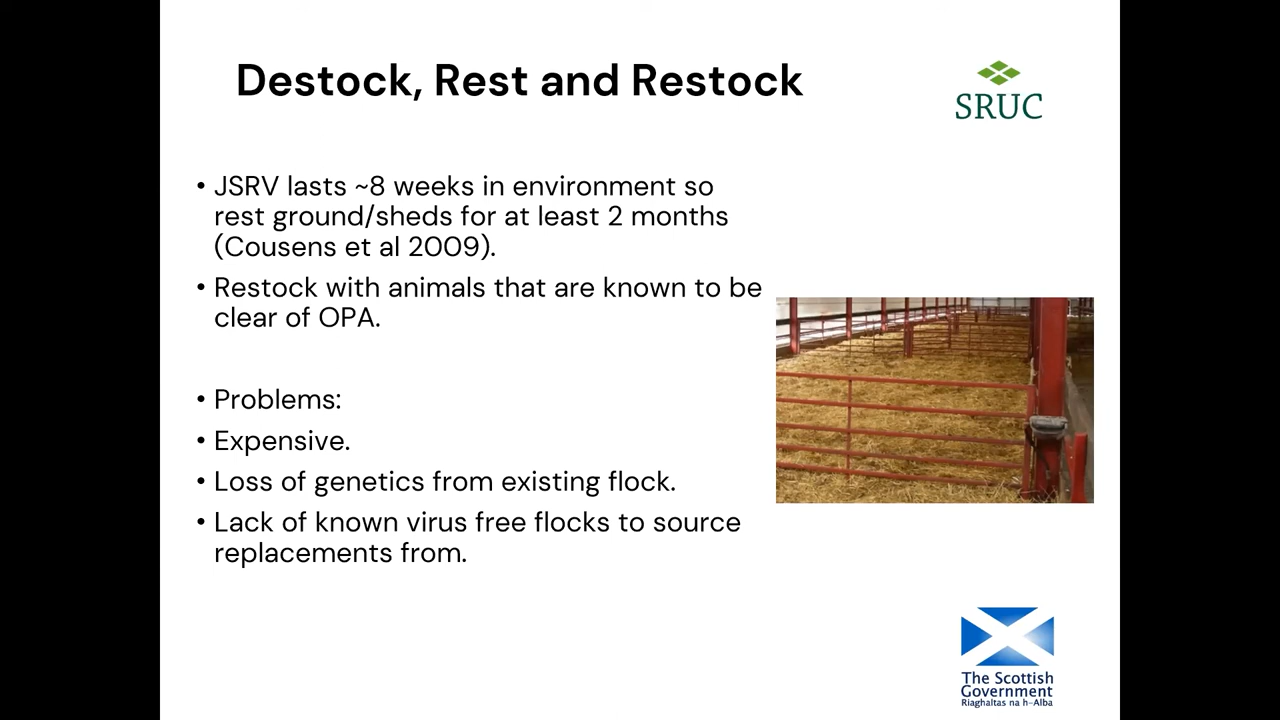 Destock, Rest and Restock
SRUC
• JSRV lasts ~8 weeks in environment so
rest ground/sheds for at least 2 months
(Cousens et al 2009).
• Restock with animals that are known to be
clear of OPA.
• Problems:
• Expensive.
• Loss of genetics from existing flock.
• Lack of known virus free flocks to source
replacements from.
The Scottish
Government
Riaghaltas na h-Alba